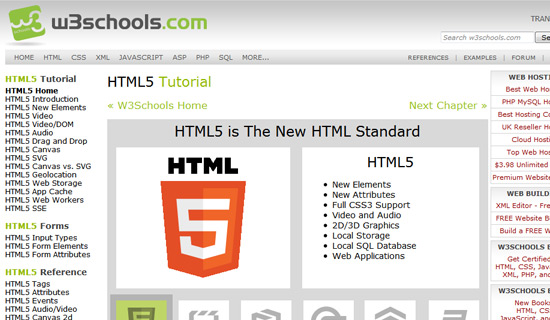 w3schools.com
TRAN
Search w3schools.com
Se
HOME HTML CSS XML JAVASCRIPT ASP PHP SQL MORE...
REFERENCES | EXAMPLES | FORUM |
HTML5 Tutorial
HTML5 Home
HTML5 Introduction
HTML5 New Elements
HTML5 Video
HTML5 Video/DOM
HTML5 Audio
HTML5 Drag and Drop
HTML5 Canvas
HTML5 SVG
HTML5 Canvas vs. SVG
HTML5 Geolocation
HTML5 Web Storage
HTML5 App Cache
HTML5 Web Workers
HTML5 SSE
HTML5 Forms
HTML5 Input Types
HTML5 Form Elements
HTML5 Form Attributes
HTML5 Reference
HTML5 Tags
HTML5 Attributes
HTML5 Events
HTML5 Audio/Video
HTML5 Canvas 2d
HTML5 Tutorial
« W3Schools Home
Next Chapter »
HTML5 is The New HTML Standard
HTML
5
HTML5
• New Elements
• New Attributes
• Full CSS3 Support
• Video and Audio
• 2D/3D Graphics
• Local Storage
• Local SQL Database
• Web Applications
WEB HOSTI
Best Web Ho
PHP MySQL Ho
Best Hosting Co
UK Reseller Ho
Cloud Hosti
Top Web Hos
$3.98 Unlimited
Premium Website
WEB BUILD
XML Editor - Free
FREE Website B
Build a FREE W
W3SCHOOLS E
Get Certified
HTML, CSS, Java
XML, PHP, and
W3SCHOOLS B
New Book
HTML, CS
JavaScript, and